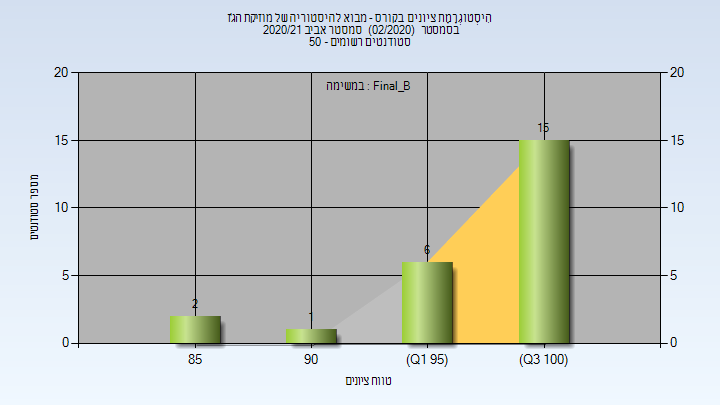 היסטוגרמת ציונים בקורס - מבוא להיסטוריה של מוזיקת הג'ז
בסמסטר (02/2020) סמסטר אביב 2020/21
סטודנטים רשומים - 50
במשימה : Final_B
20 20
15 15
10 10
5 5
0 0
15
6
2
1
מספר סטודנטים
85 90 (Q1 95) (Q3 100)
טווח ציונים